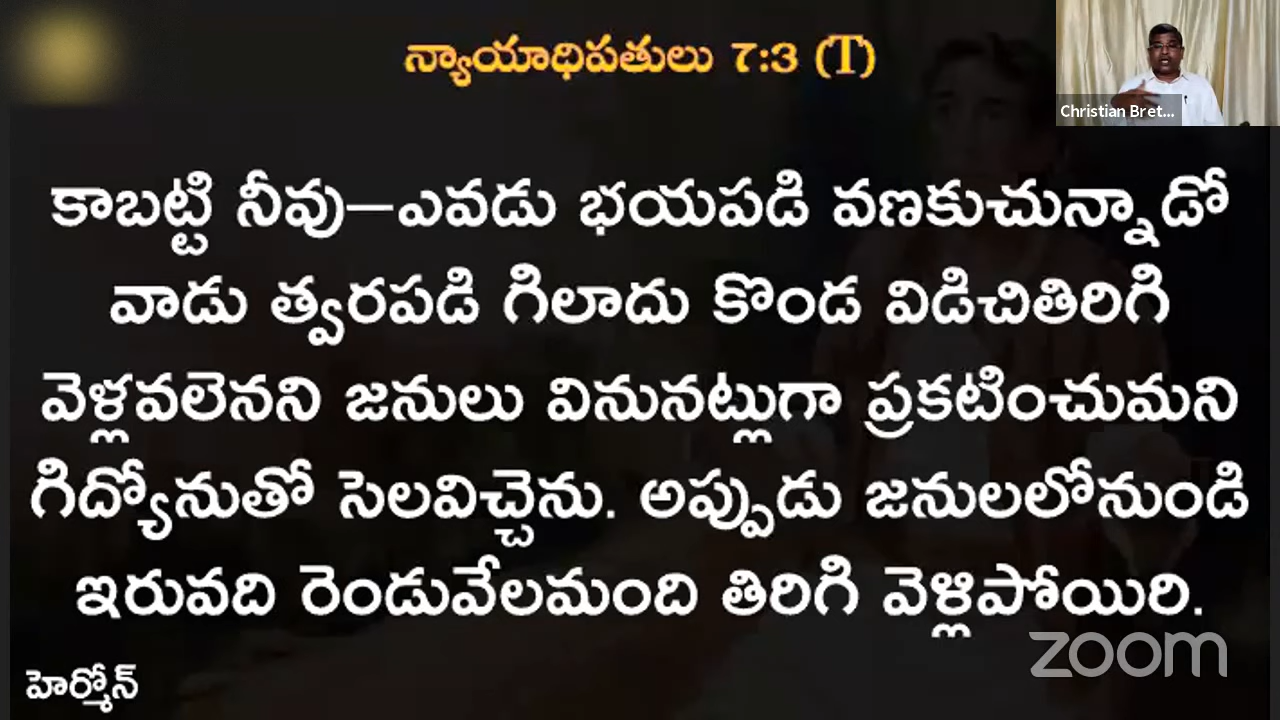 న్యాయాధిపతులు 7:3 (T)
Christian Bret...
కాబట్టి నీవు—ఎవడు భయపడి వణకుచున్నాడో
వాడు త్వరపడి గిలాదు కొండ విడిచితిరిగి
వెళ్లవలెనని జనులు వినునట్లుగా ప్రకటించుమని
గిద్యోనుతో సెలవిచ్చెను. అప్పుడు జనులలోనుండి
ఇరువది రెండువేలమంది తిరిగి వెళ్లిపోయిరి.
zoom
హెర్మోన్